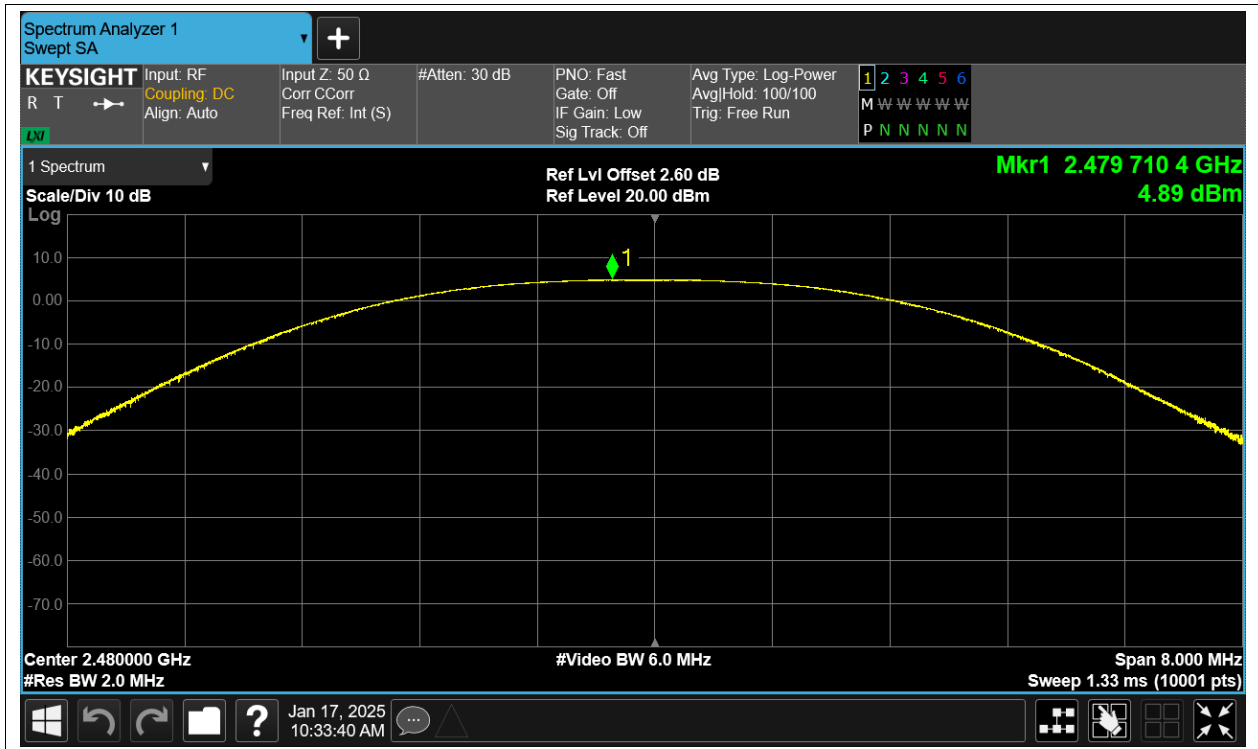 Spectrum Analyzer 1
Swept SA
KEYSIGHT
R T
LXI
Input: RF
Coupling: DC
Align: Auto
Input Z: 50 Ω
Corr CCorr
Freq Ref: Int (S)
#Atten: 30 dB
PNO: Fast
Gate: Off
IF Gain: Low
Sig Track: Off
Avg Type: Log-Power
Avg|Hold: 100/100
Trig: Free Run
1 2 3 4 5 6
M W W W W W
P N N N N N
1 Spectrum
Scale/Div 10 dB
Log
Ref Lvl Offset 2.60 dB
Ref Level 20.00 dBm
Mkr1 2.479 710 4 GHz
4.89 dBm
1
10.0
0.00
-10.0
-20.0
-30.0
-40.0
-50.0
-60.0
-70.0
Center 2.480000 GHz
#Res BW 2.0 MHz
#Video BW 6.0 MHz
Span 8.000 MHz
Sweep 1.33 ms (10001 pts)
?
Jan 17, 2025
10:33:40 AM